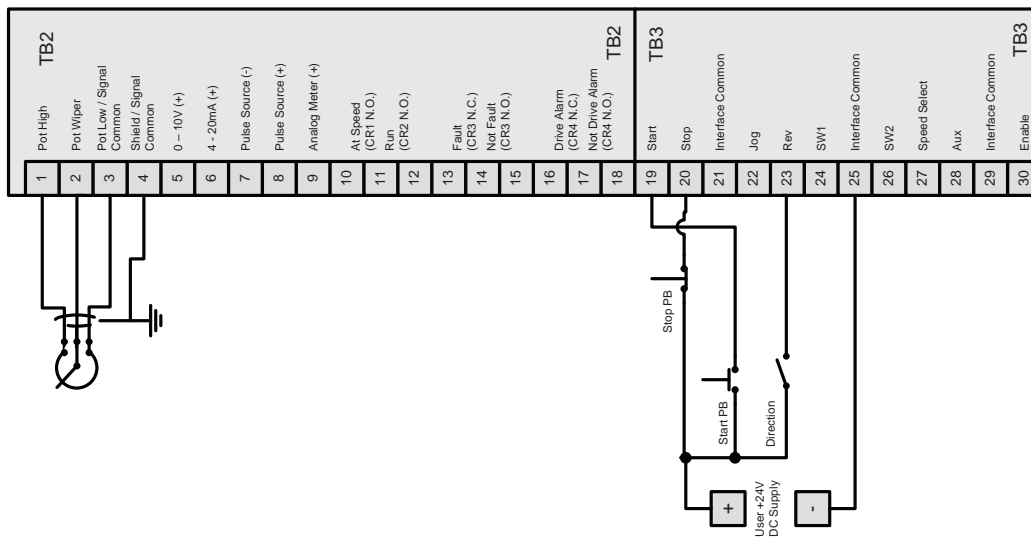 TB2
TB2
TB3
TB3
Pot High
Pot Wiper
Pot Low / Signal
Common
Shield / Signal
Common
0 – 10V (+)
4 - 20mA (+)
Pulse Source (-)
Pulse Source (+)
Analog Meter (+)
At Speed
(CR1 N.O.)
Run
(CR2 N.O.)
Fault
(CR3 N.C.)
Not Fault
(CR3 N.O.)
Drive Alarm
(CR4 N.C.)
Not Drive Alarm
(CR4 N.O.)
Start
Stop
Interface Common
Jog
Rev
SW1
Interface Common
SW2
Speed Select
Aux
Interface Common
Enable
1
2
3
4
5
6
7
8
9
10
11
12
13
14
15
16
17
18
19
20
21
22
23
24
25
26
27
28
29
30
Stop PB
Start PB
Direction
+
-
User +24V
DC Supply